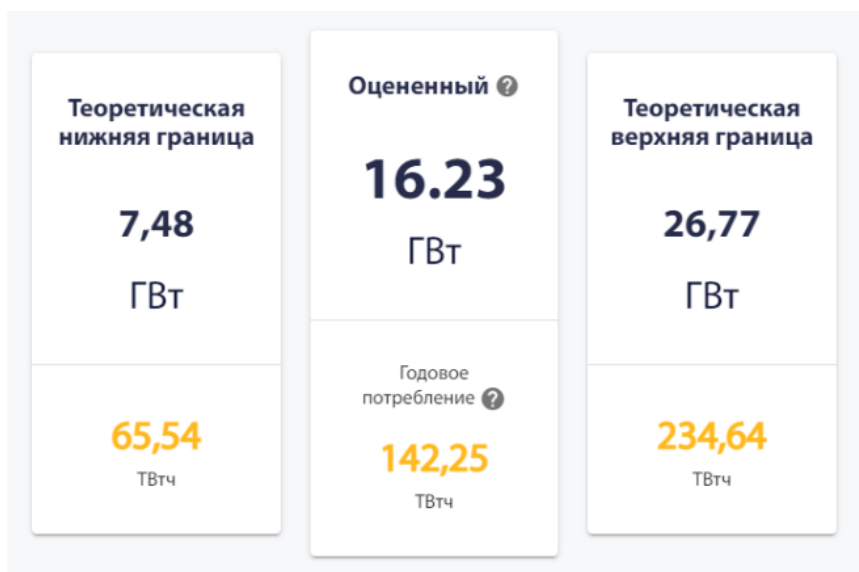 Теоретическая
нижняя граница
7,48
ГВт
65,54
ТВтч
Оцененный ?
16.23
ГВт
Годовое
потребление ?
142,25
ТВтч
Теоретическая
верхняя граница
26,77
ГВт
234,64
ТВтч